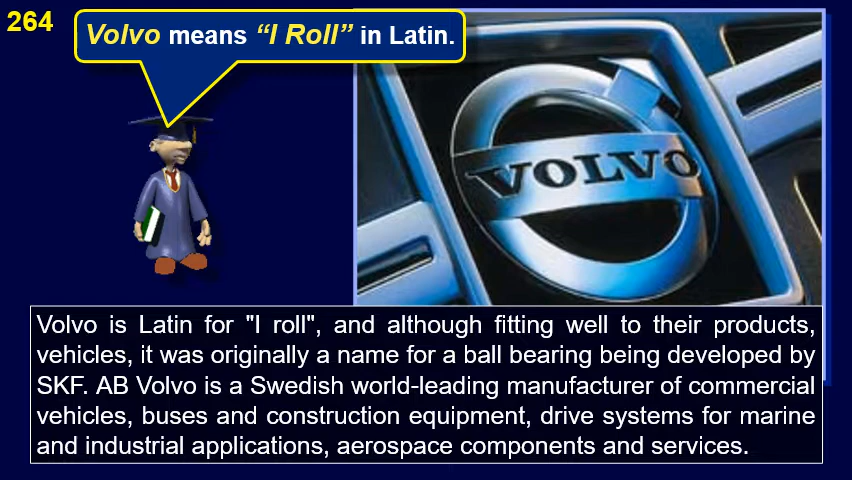 264
Volvo means “I Roll” in Latin.
VOLVO
Volvo is Latin for "I roll", and although fitting well to their products,
vehicles, it was originally a name for a ball bearing being developed by
SKF. AB Volvo is a Swedish world-leading manufacturer of commercial
vehicles, buses and construction equipment, drive systems for marine
and industrial applications, aerospace components and services.